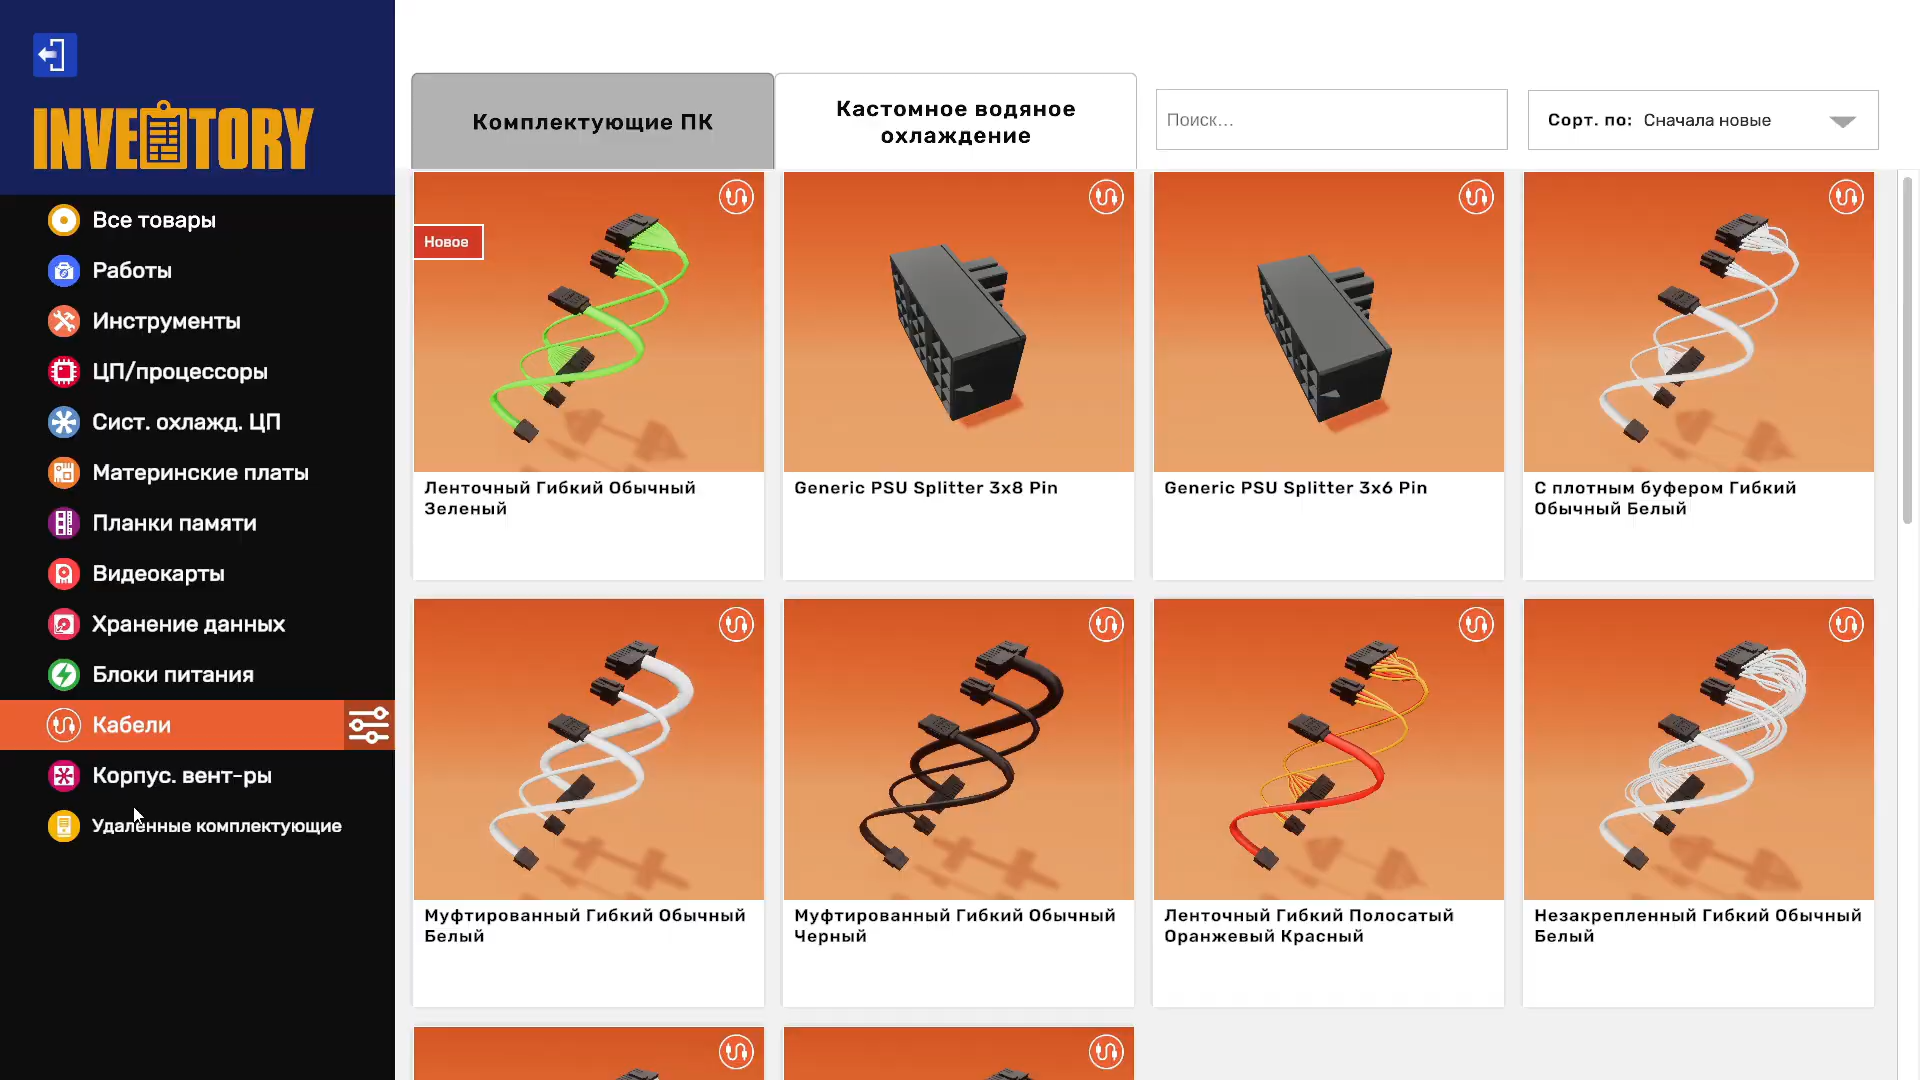 INVENTORY
Все товары
Работы
Инструменты
ЦП/процессоры
Сист. охлажд. ЦП
Материнские платы
Планки памяти
Видеокарты
Хранение данных
Блоки питания
Кабели
Корпус. вент-ры
Удаленные комплектующие
Комплектующие ПК
Кастомное водяное
охлаждение
Поиск...
Сорт. по: Сначала новые
Новое
Ленточный Гибкий Обычный
Зеленый
Generic PSU Splitter 3x8 Pin
Generic PSU Splitter 3x6 Pin
С плотным буфером Гибкий
Обычный Белый
Муфтированный Гибкий Обычный
Белый
Муфтированный Гибкий Обычный
Черный
Ленточный Гибкий Полосатый
Оранжевый Красный
Незакрепленный Гибкий Обычный
Белый